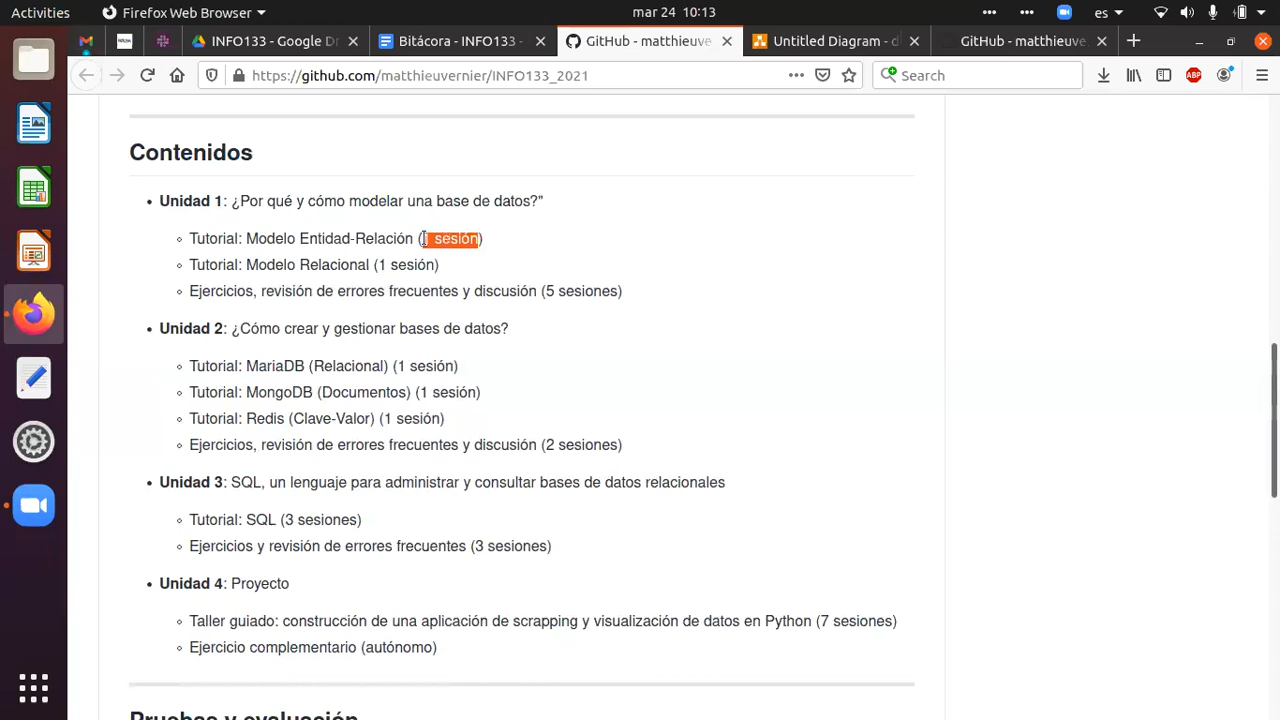 Activities
Firefox Web Browser
mar 24 10:13
es
INFO133 - Google Dr
Bitácora - INFO133 -
GitHub - matthieuve
Untitled Diagram - d
GitHub - matthieuve
https://github.com/matthieuvernier/INFO133_2021
Search
ABP
Contenidos
Unidad 1: ¿Por qué y cómo modelar una base de datos?"
Tutorial: Modelo Entidad-Relación (1 sesión)
Tutorial: Modelo Relacional (1 sesión)
Ejercicios, revisión de errores frecuentes y discusión (5 sesiones)
Unidad 2: ¿Cómo crear y gestionar bases de datos?
Tutorial: MariaDB (Relacional) (1 sesión)
Tutorial: MongoDB (Documentos) (1 sesión)
Tutorial: Redis (Clave-Valor) (1 sesión)
Ejercicios, revisión de errores frecuentes y discusión (2 sesiones)
Unidad 3: SQL, un lenguaje para administrar y consultar bases de datos relacionales
Tutorial: SQL (3 sesiones)
Ejercicios y revisión de errores frecuentes (3 sesiones)
Unidad 4: Proyecto
Taller guiado: construcción de una aplicación de scrapping y visualización de datos en Python (7 sesiones)
Ejercicio complementario (autónomo)
Pruebas y evaluación